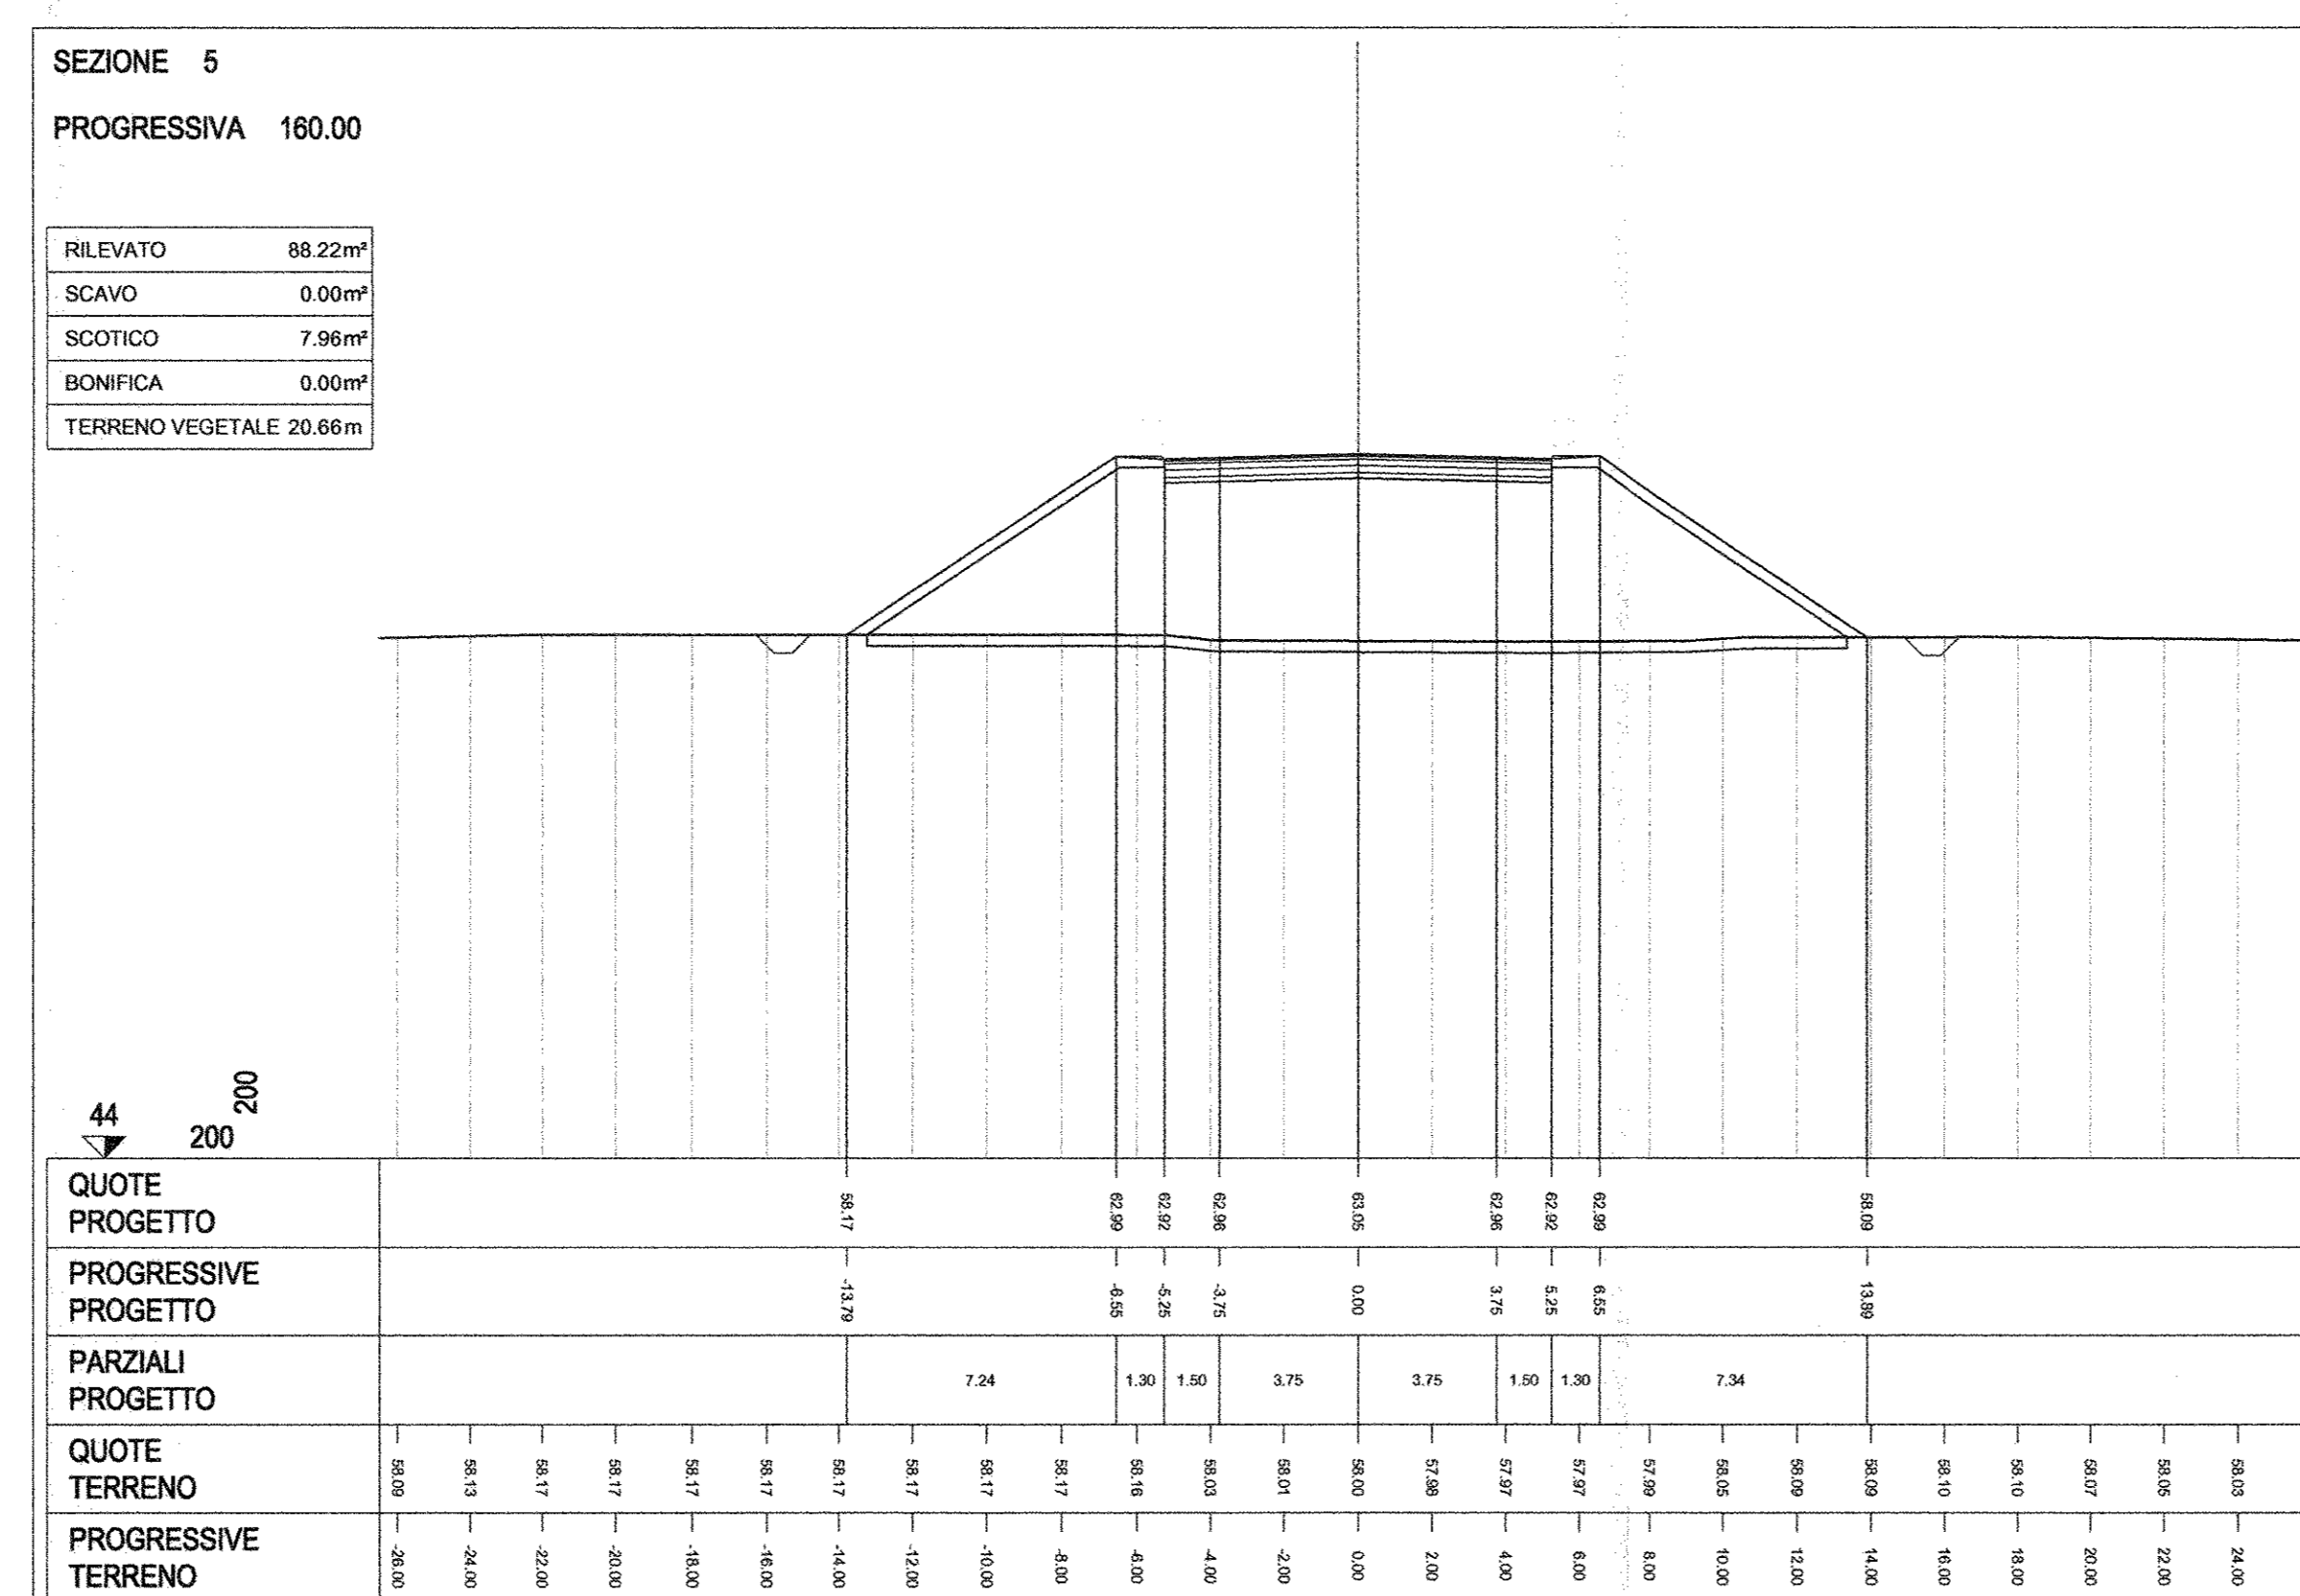 SEZIONE 5
PROGRESSIVA 160.00
RILEVATO 88.22m²
SCAVO 0.00m²
SCOTICO 7.96m²
BONIFICA 0.00m²
TERRENO VEGETALE 20.66m
200
44
200
QUOTE
PROGETTO
58.17 62.99 62.92 62.96 63.05 62.96 62.92 62.99 58.09
PROGRESSIVE
PROGETTO
-13.79 -6.55 -5.25 -3.75 0.00 3.75 5.25 6.55 13.89
PARZIALI
PROGETTO
7.24 1.30 1.50 3.75 3.75 1.50 1.30 7.34
QUOTE
TERRENO
58.09 58.13 58.17 58.17 58.17 58.17 58.17 58.17 58.17 58.17 58.16 58.03 58.01 58.00 57.98 57.97 57.97 57.99 58.05 58.09 58.09 58.10 58.10 58.07 58.05 58.03
PROGRESSIVE
TERRENO
-26.00 -24.00 -22.00 -20.00 -18.00 -16.00 -14.00 -12.00 -10.00 -8.00 -6.00 -4.00 -2.00 0.00 2.00 4.00 6.00 8.00 10.00 12.00 14.00 16.00 18.00 20.00 22.00 24.00